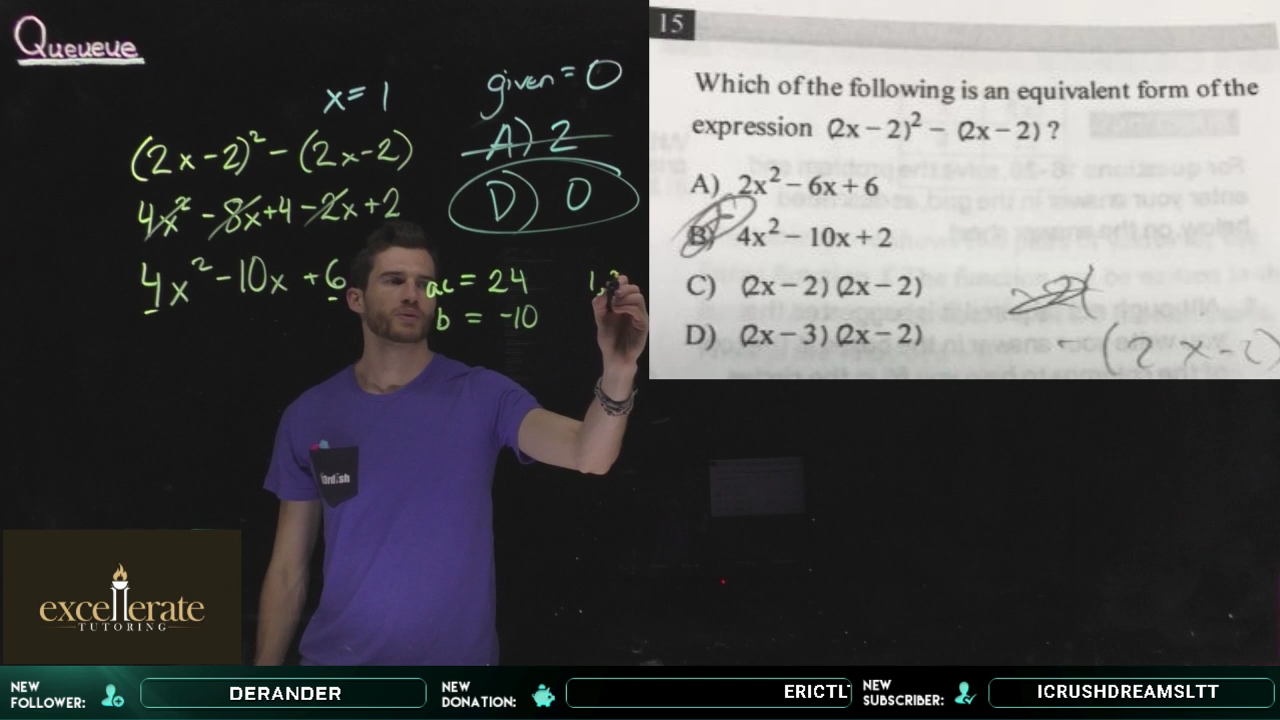 Queueue
x = 1
given = 0
A) 2
D) 0
(2x-2)² - (2x-2)
4x² - 8x + 4 - 2x + 2
4x² - 10x + 6
ac = 24
b = -10
1,
15
Which of the following is an equivalent form of the
expression (2x − 2)² − (2x − 2) ?
A) 2x² − 6x + 6
B) 4x² − 10x + 2
C) (2x − 2)(2x − 2)
D) (2x − 3)(2x − 2)
(2x-2)
ıordısh
excellerate
TUTORING
NEW FOLLOWER:
DERANDER
NEW DONATION:
ERICTL
NEW SUBSCRIBER:
ICRUSHDREAMSLTT